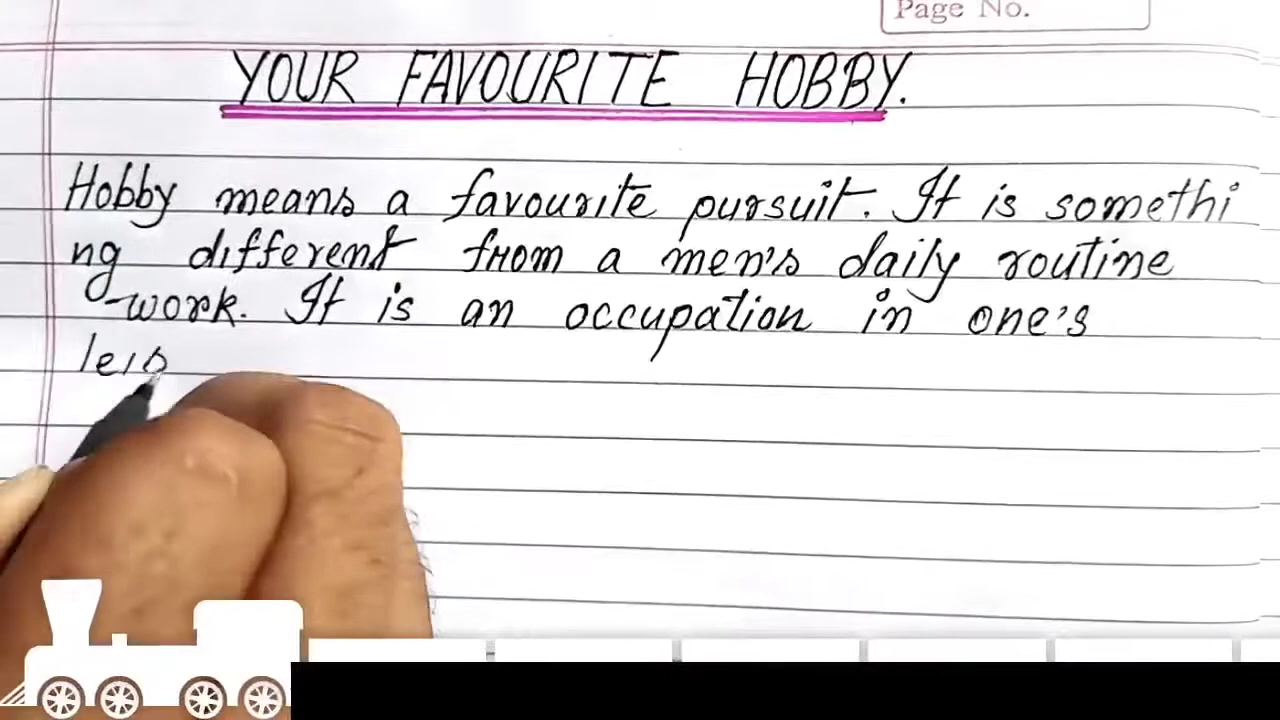 Page No.
YOUR FAVOURITE HOBBY.
Hobby means a favourite pursuit. It is somethi
ng different from a men's daily routine
work. It is an occupation in one's
leis